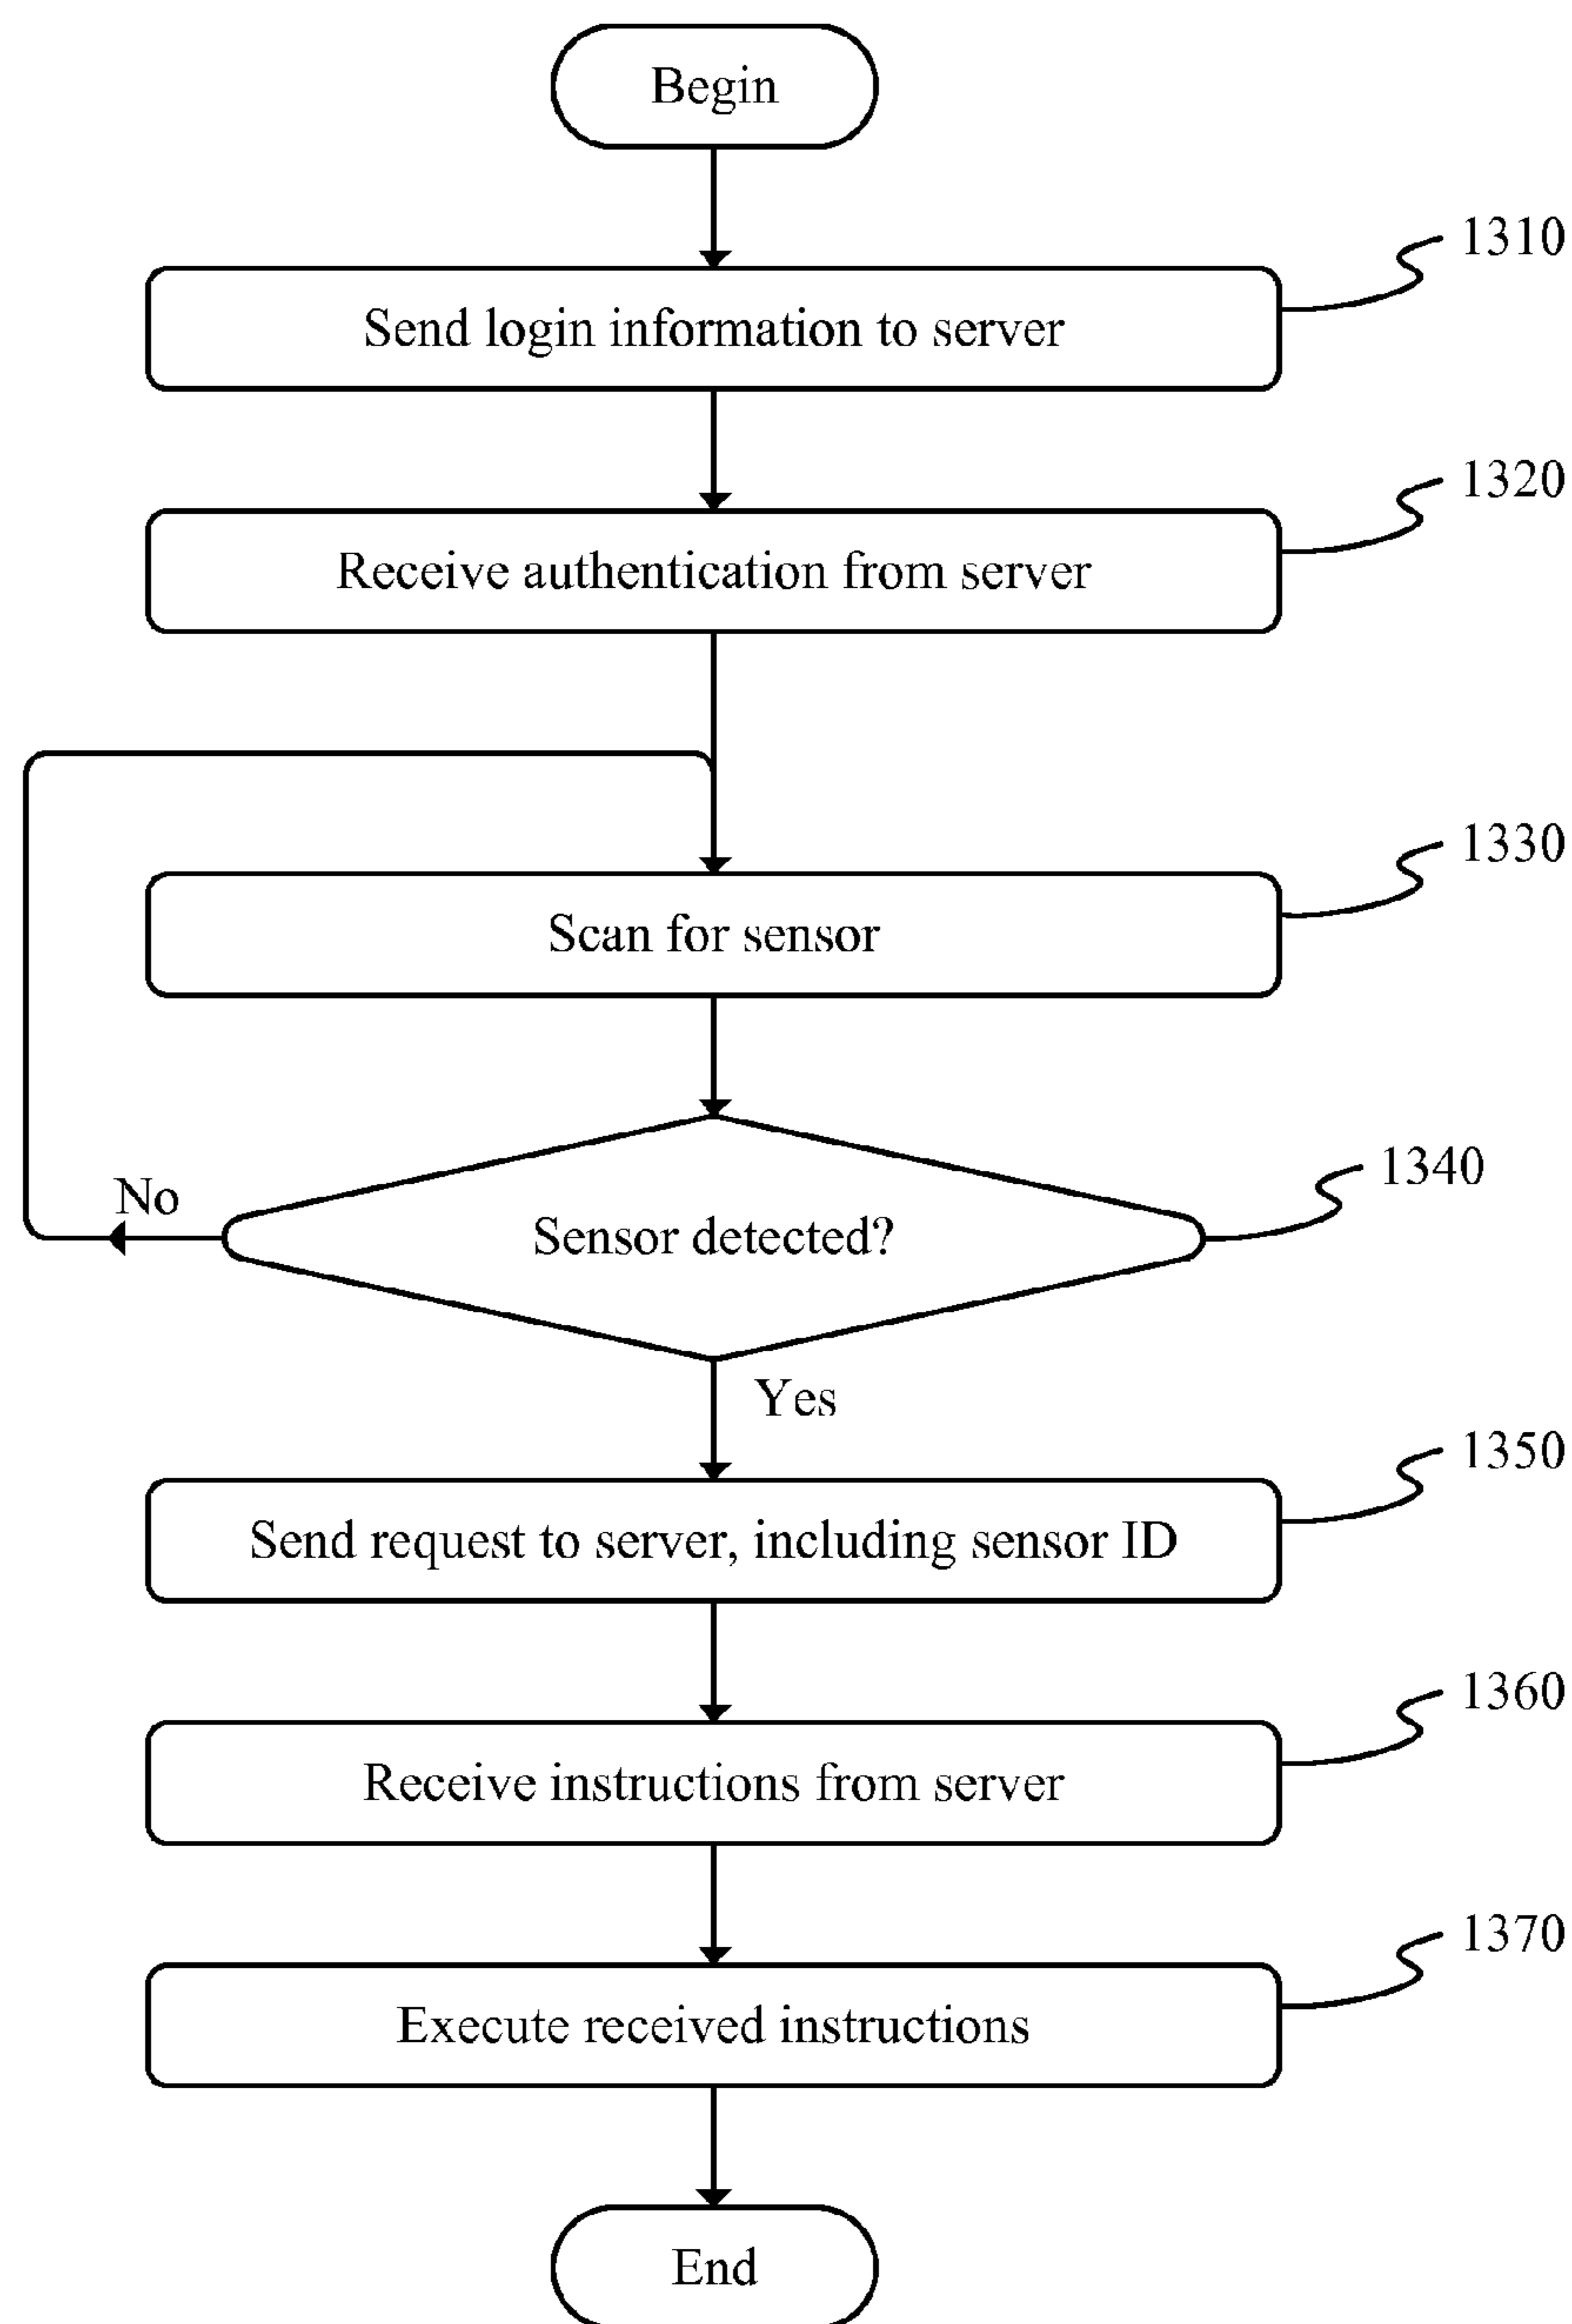 Begin
1310
Send login information to server
1320
Receive authentication from server
1330
Scan for sensor
1340
No
Sensor detected?
Yes
1350
Send request to server, including sensor ID
1360
Receive instructions from server
1370
Execute received instructions
End